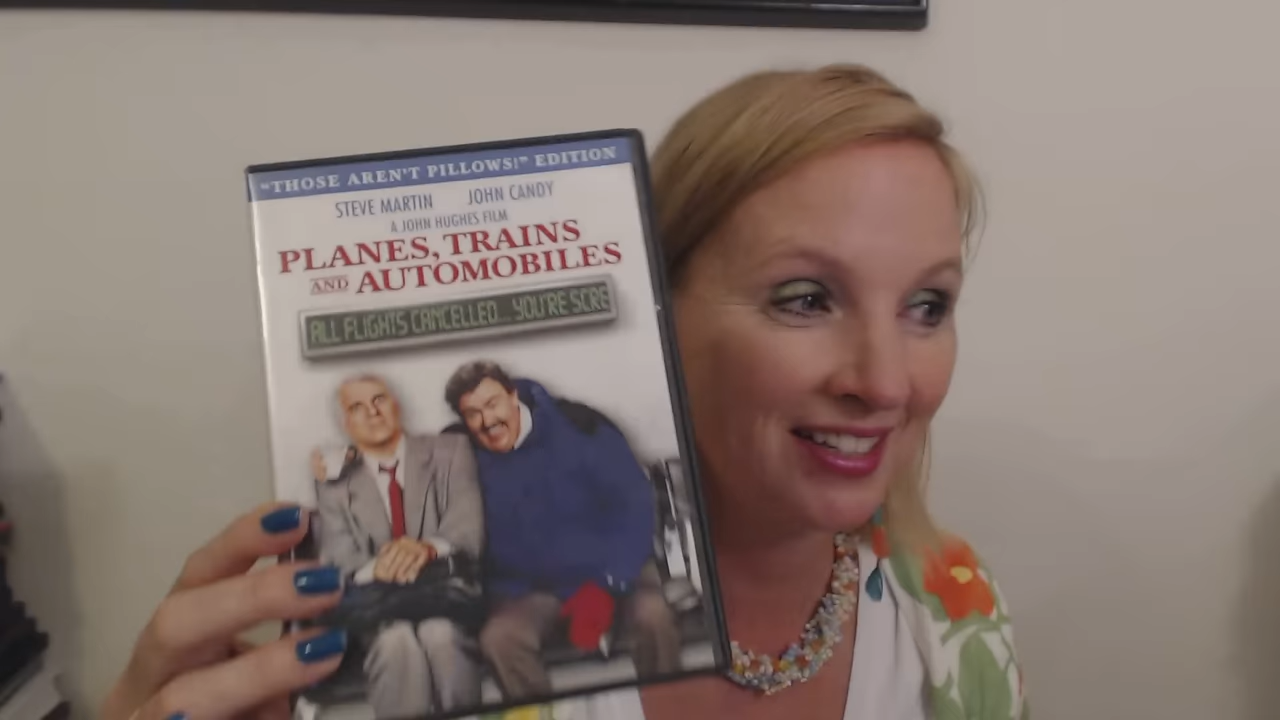 "THOSE AREN'T PILLOWS!" EDITION
STEVE MARTIN JOHN CANDY
A JOHN HUGHES FILM
PLANES, TRAINS
AND AUTOMOBILES
ALL FLIGHTS CANCELLED... YOU'RE SCRE